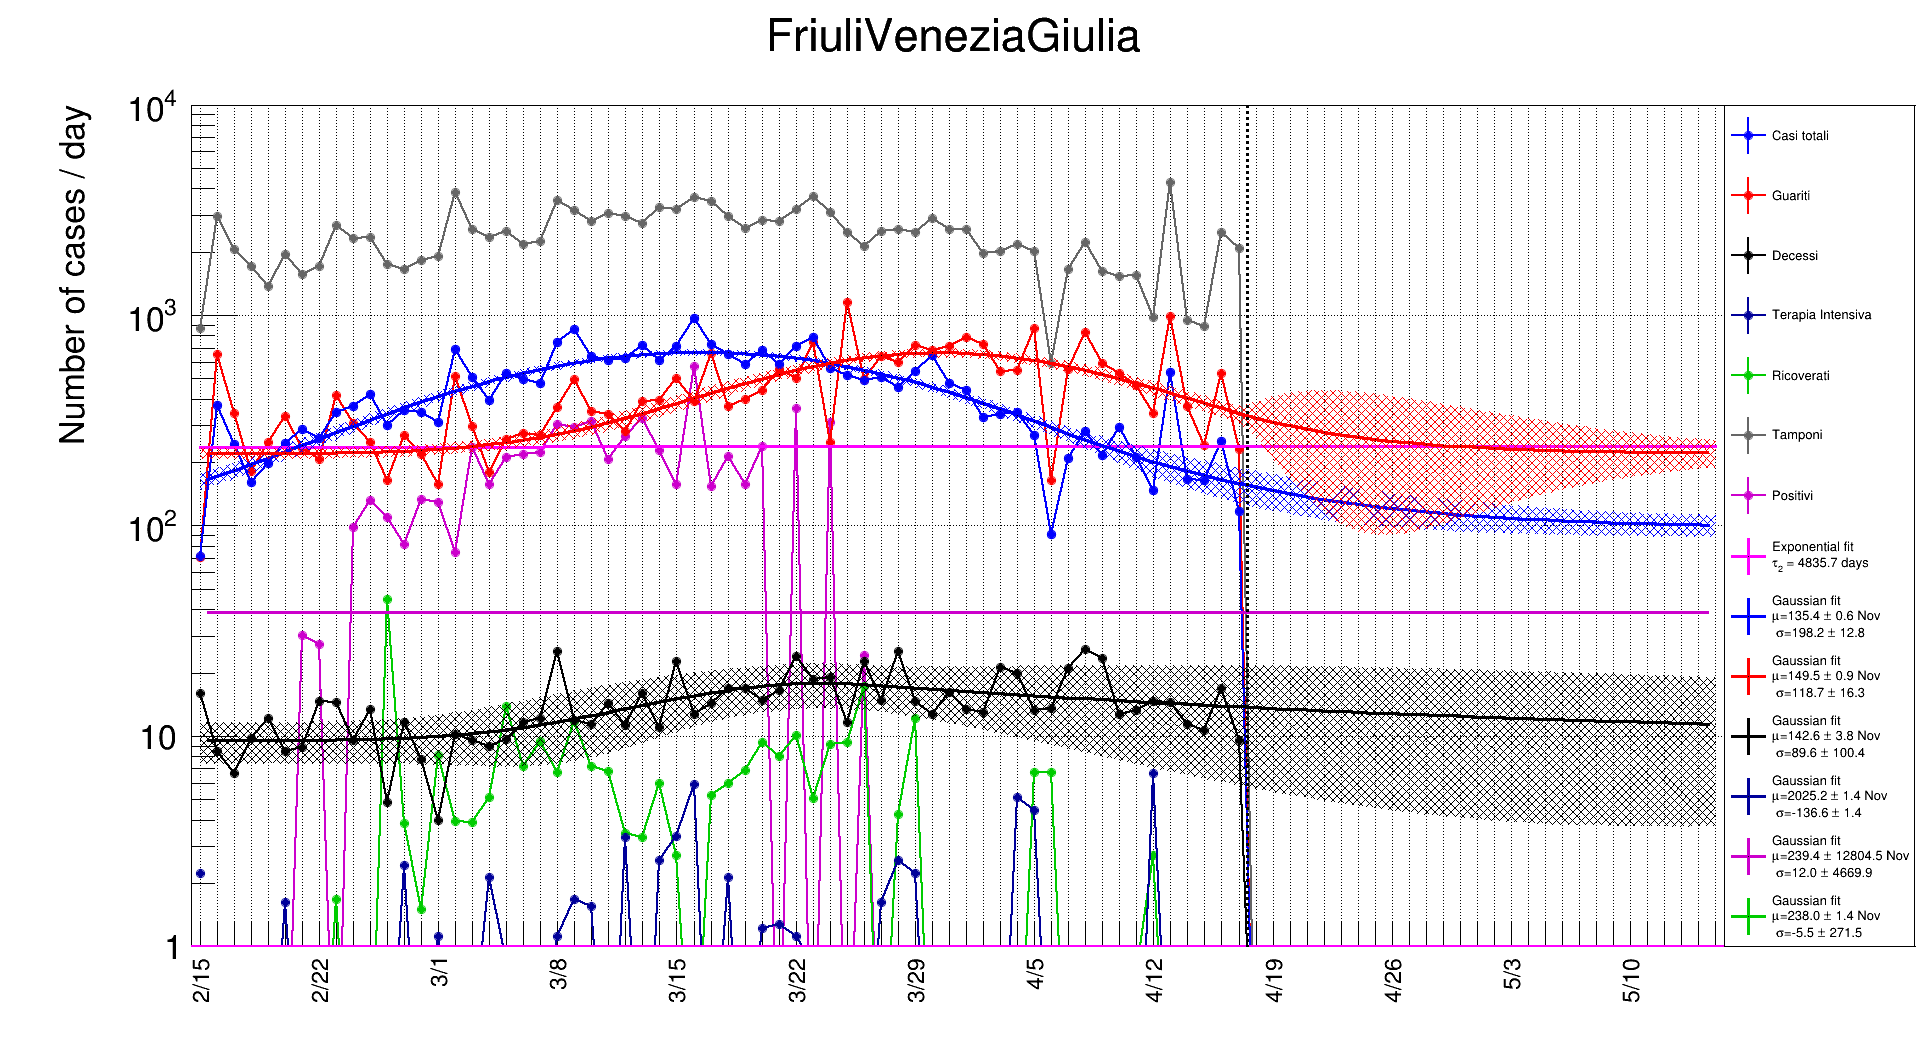 FriuliVeneziaGiulia
Number of cases / day
10⁴
10³
10²
10
1
2/15
2/22
3/1
3/8
3/15
3/22
3/29
4/5
4/12
4/19
4/26
5/3
5/10
Casi totali
Guariti
Decessi
Terapia Intensiva
Ricoverati
Tamponi
Positivi
Exponential fit
τ₂ = 4835.7 days
Gaussian fit
μ=135.4 ± 0.6 Nov
σ=198.2 ± 12.8
Gaussian fit
μ=149.5 ± 0.9 Nov
σ=118.7 ± 16.3
Gaussian fit
μ=142.6 ± 3.8 Nov
σ=89.6 ± 100.4
Gaussian fit
μ=2025.2 ± 1.4 Nov
σ=-136.6 ± 1.4
Gaussian fit
μ=239.4 ± 12804.5 Nov
σ=12.0 ± 4669.9
Gaussian fit
μ=238.0 ± 1.4 Nov
σ=-5.5 ± 271.5